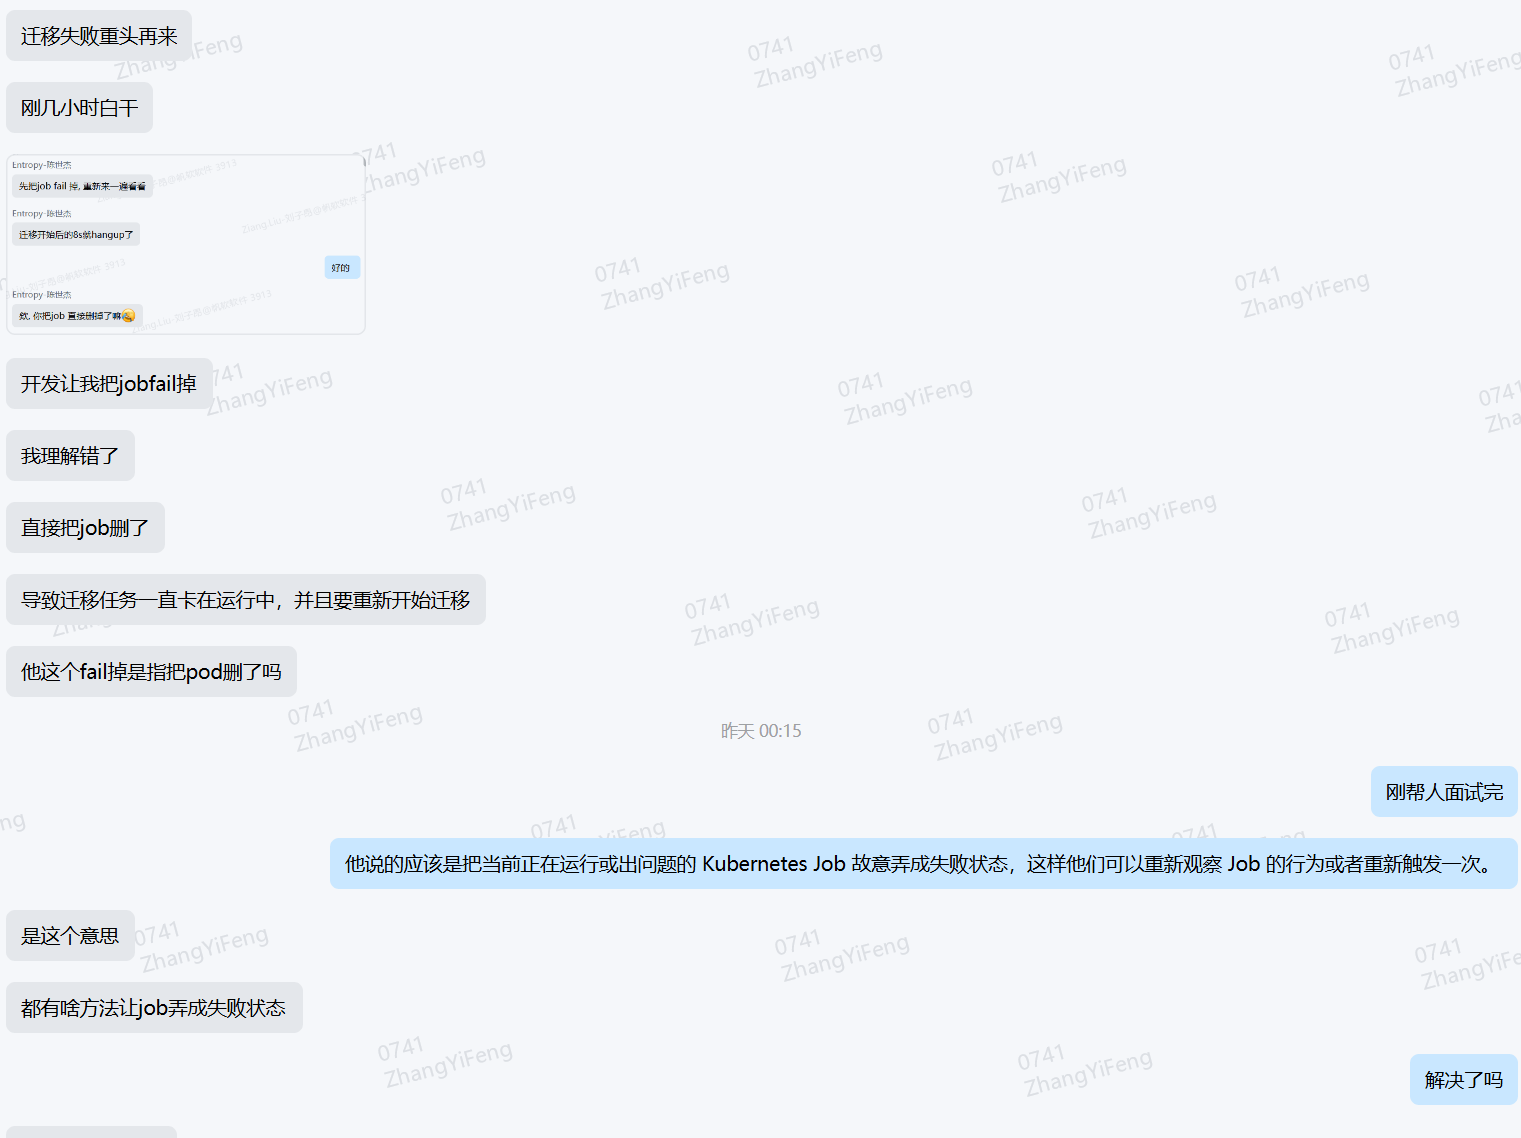 迁移失败重头再来
刚几小时白干
Entropy-陈世杰
先把job fail 掉, 重新来一遍看看
Entropy-陈世杰
迁移开始后的8s就hangup了
好的
Entropy-陈世杰
欸, 你把job 直接删掉了嘛
开发让我把jobfail掉
我理解错了
直接把job删了
导致迁移任务一直卡在运行中，并且要重新开始迁移
他这个fail掉是指把pod删了吗
昨天 00:15
刚帮人面试完
他说的应该是把当前正在运行或出问题的 Kubernetes Job 故意弄成失败状态，这样他们可以重新观察 Job 的行为或者重新触发一次。
是这个意思
都有啥方法让job弄成失败状态
解决了吗
0741
ZhangYiFeng